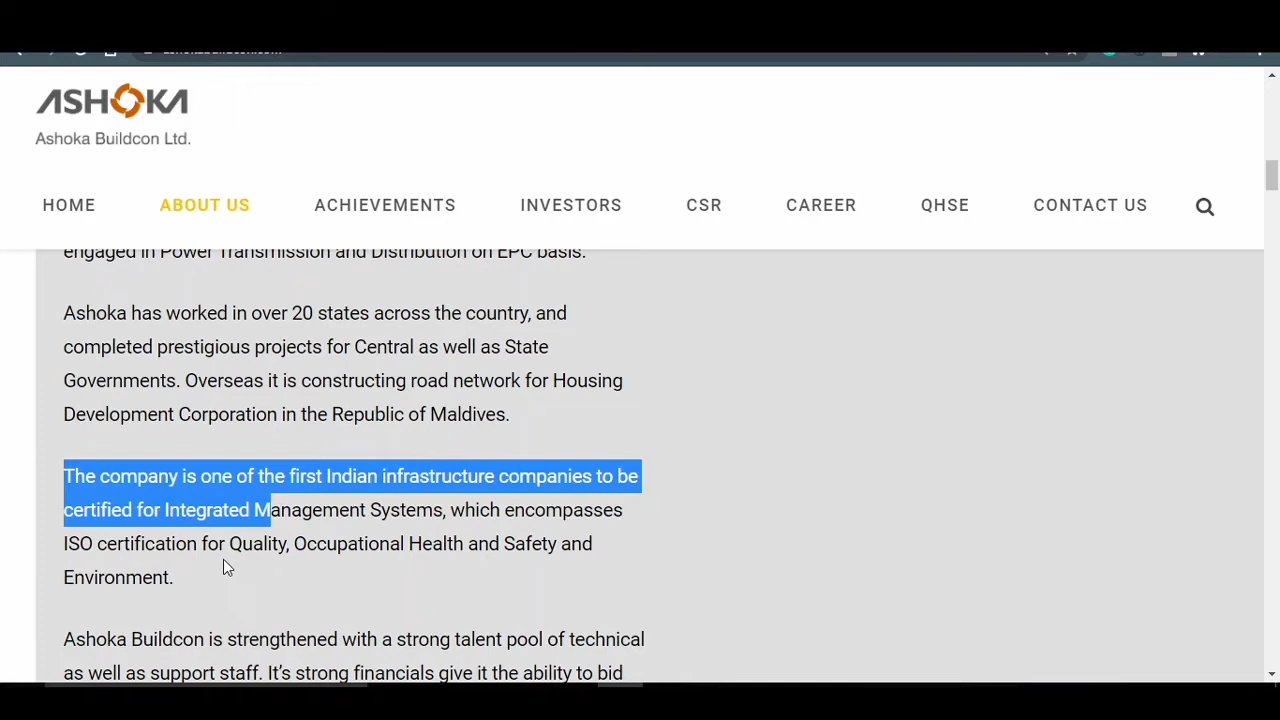 ASHOKA
Ashoka Buildcon Ltd.
HOME ABOUT US ACHIEVEMENTS INVESTORS CSR CAREER QHSE CONTACT US
engaged in Power Transmission and Distribution on EPC basis.
Ashoka has worked in over 20 states across the country, and
completed prestigious projects for Central as well as State
Governments. Overseas it is constructing road network for Housing
Development Corporation in the Republic of Maldives.
The company is one of the first Indian infrastructure companies to be
certified for Integrated Management Systems, which encompasses
ISO certification for Quality, Occupational Health and Safety and
Environment.
Ashoka Buildcon is strengthened with a strong talent pool of technical
as well as support staff. It's strong financials give it the ability to bid